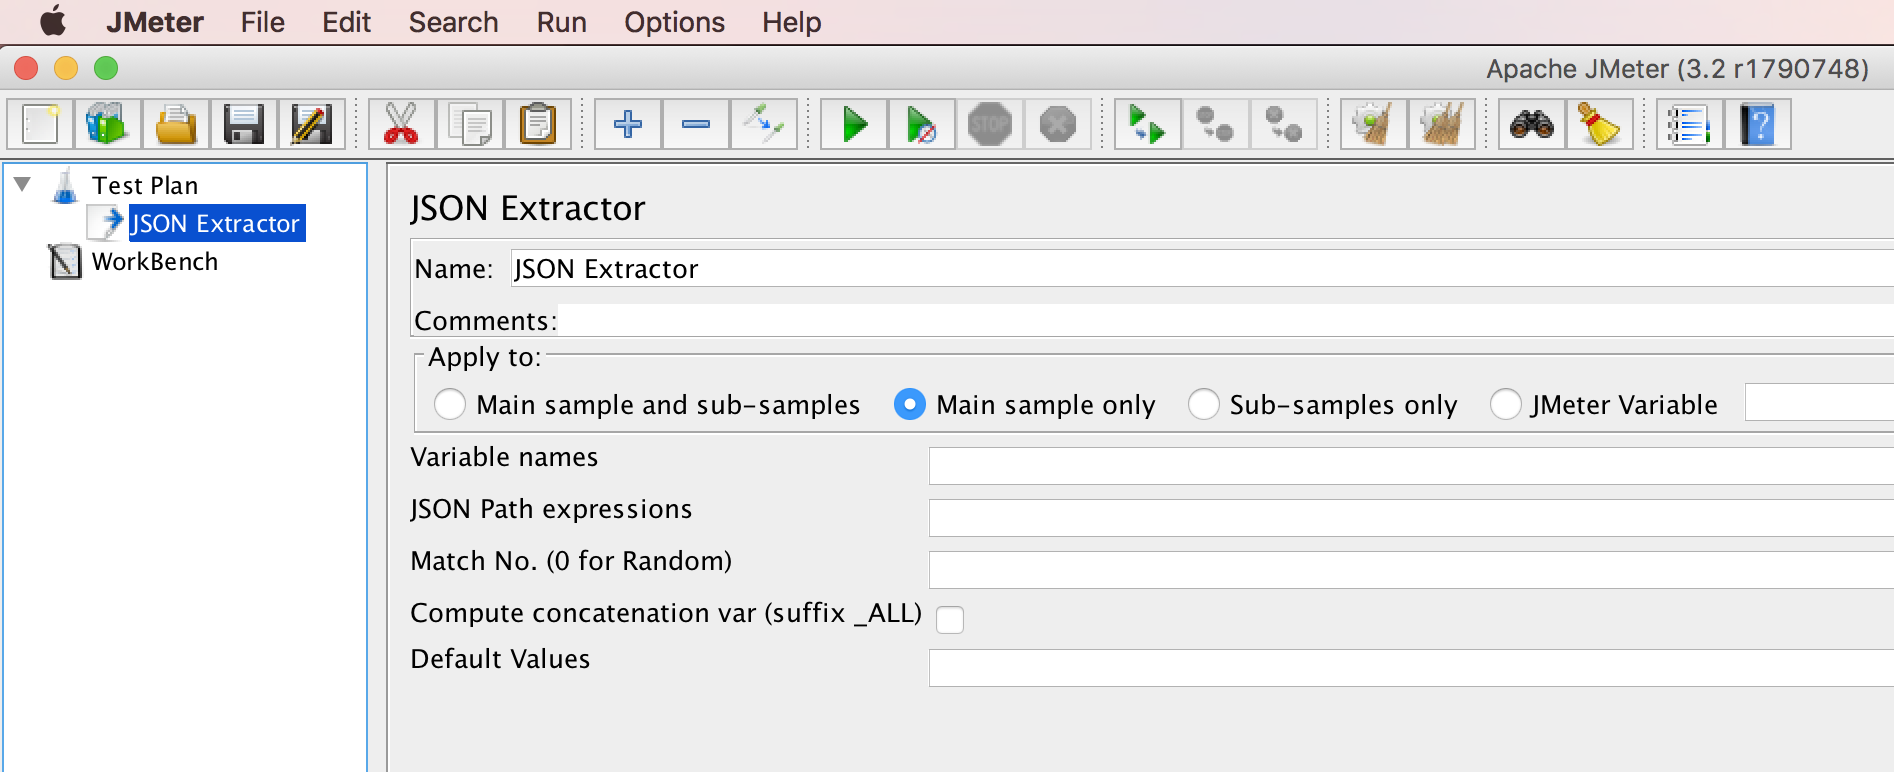 JMeter File Edit Search Run Options Help
Apache JMeter (3.2 r1790748)
STOP
?
Test Plan
JSON Extractor
WorkBench
JSON Extractor
Name: JSON Extractor
Comments:
Apply to:
Main sample and sub-samples Main sample only Sub-samples only JMeter Variable
Variable names
JSON Path expressions
Match No. (0 for Random)
Compute concatenation var (suffix _ALL)
Default Values